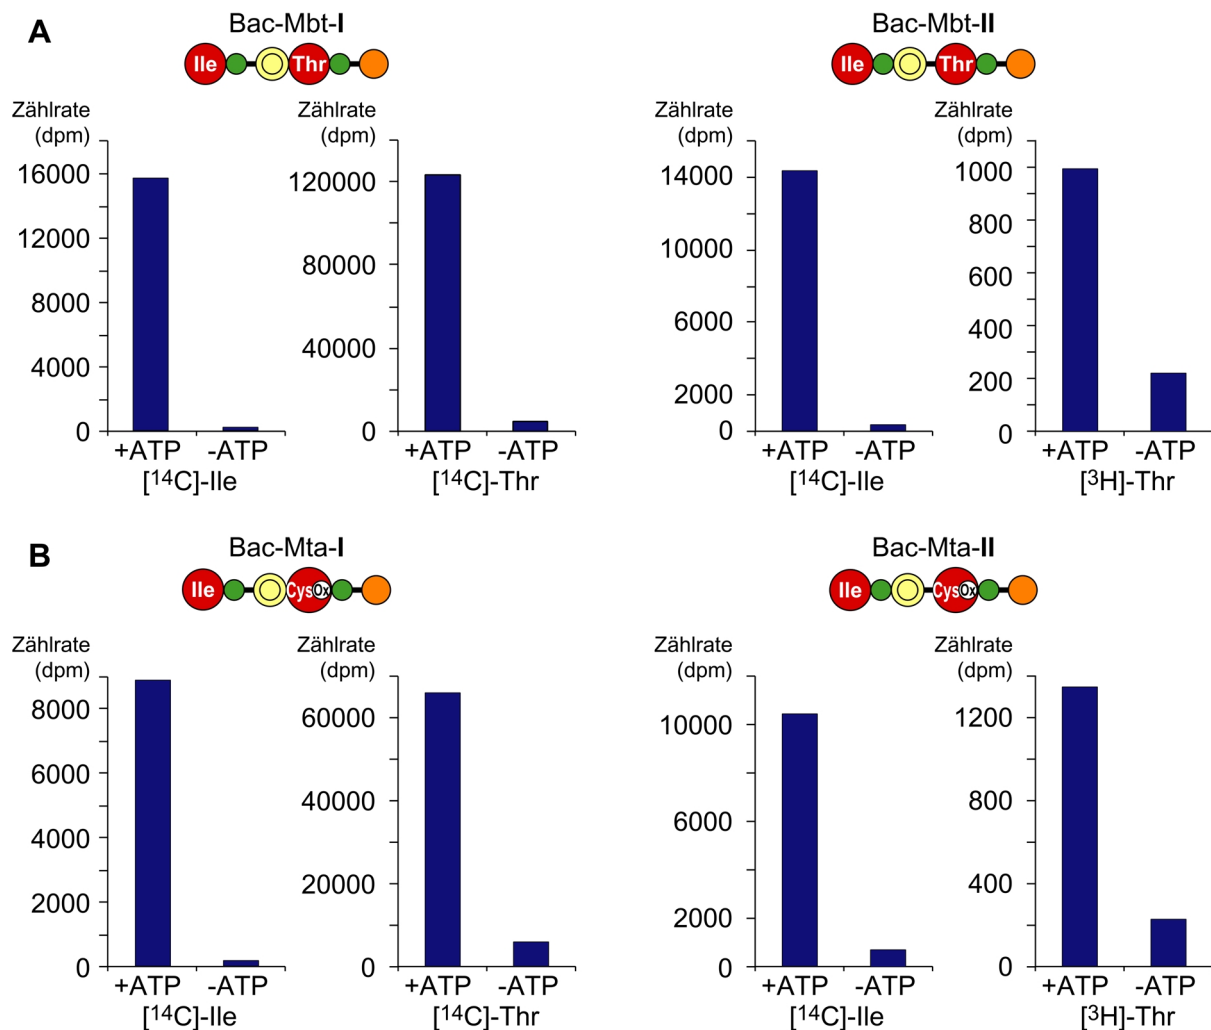 A
Bac-Mbt-I
Ile Thr
Zählrate
(dpm)
16000
12000
8000
4000
0
+ATP -ATP
[¹⁴C]-Ile
Zählrate
(dpm)
120000
80000
40000
0
+ATP -ATP
[¹⁴C]-Thr
Bac-Mbt-II
Ile Thr
Zählrate
(dpm)
14000
10000
6000
2000
0
+ATP -ATP
[¹⁴C]-Ile
Zählrate
(dpm)
1000
800
600
400
200
0
+ATP -ATP
[³H]-Thr
B
Bac-Mta-I
Ile Cys Ox
Zählrate
(dpm)
8000
6000
4000
2000
0
+ATP -ATP
[¹⁴C]-Ile
Zählrate
(dpm)
60000
40000
20000
0
+ATP -ATP
[¹⁴C]-Thr
Bac-Mta-II
Ile Cys Ox
Zählrate
(dpm)
10000
6000
2000
0
+ATP -ATP
[¹⁴C]-Ile
Zählrate
(dpm)
1200
800
400
0
+ATP -ATP
[³H]-Thr